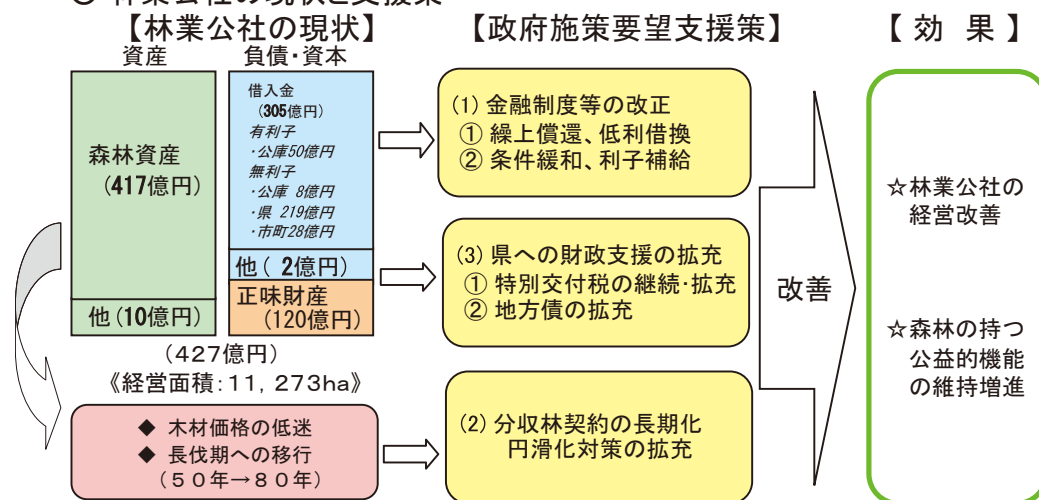 ○ 林業公社の現状と支援策
【林業公社の現状】
資産
負債・資本
森林資産
(417億円)
他(10億円)
借入金
(305億円)
有利子
・公庫50億円
無利子
・公庫 8億円
・県 219億円
・市町28億円
他( 2億円)
正味財産
(120億円)
(427億円)
《経営面積:11,273ha》
◆ 木材価格の低迷
◆ 長伐期への移行
(50年→80年)
【政府施策要望支援策】
(1) 金融制度等の改正
① 繰上償還、低利借換
② 条件緩和、利子補給
(3) 県への財政支援の拡充
① 特別交付税の継続・拡充
② 地方債の拡充
(2) 分収林契約の長期化
円滑化対策の拡充
改善
【 効 果 】
☆林業公社の
経営改善
☆森林の持つ
公益的機能
の維持増進